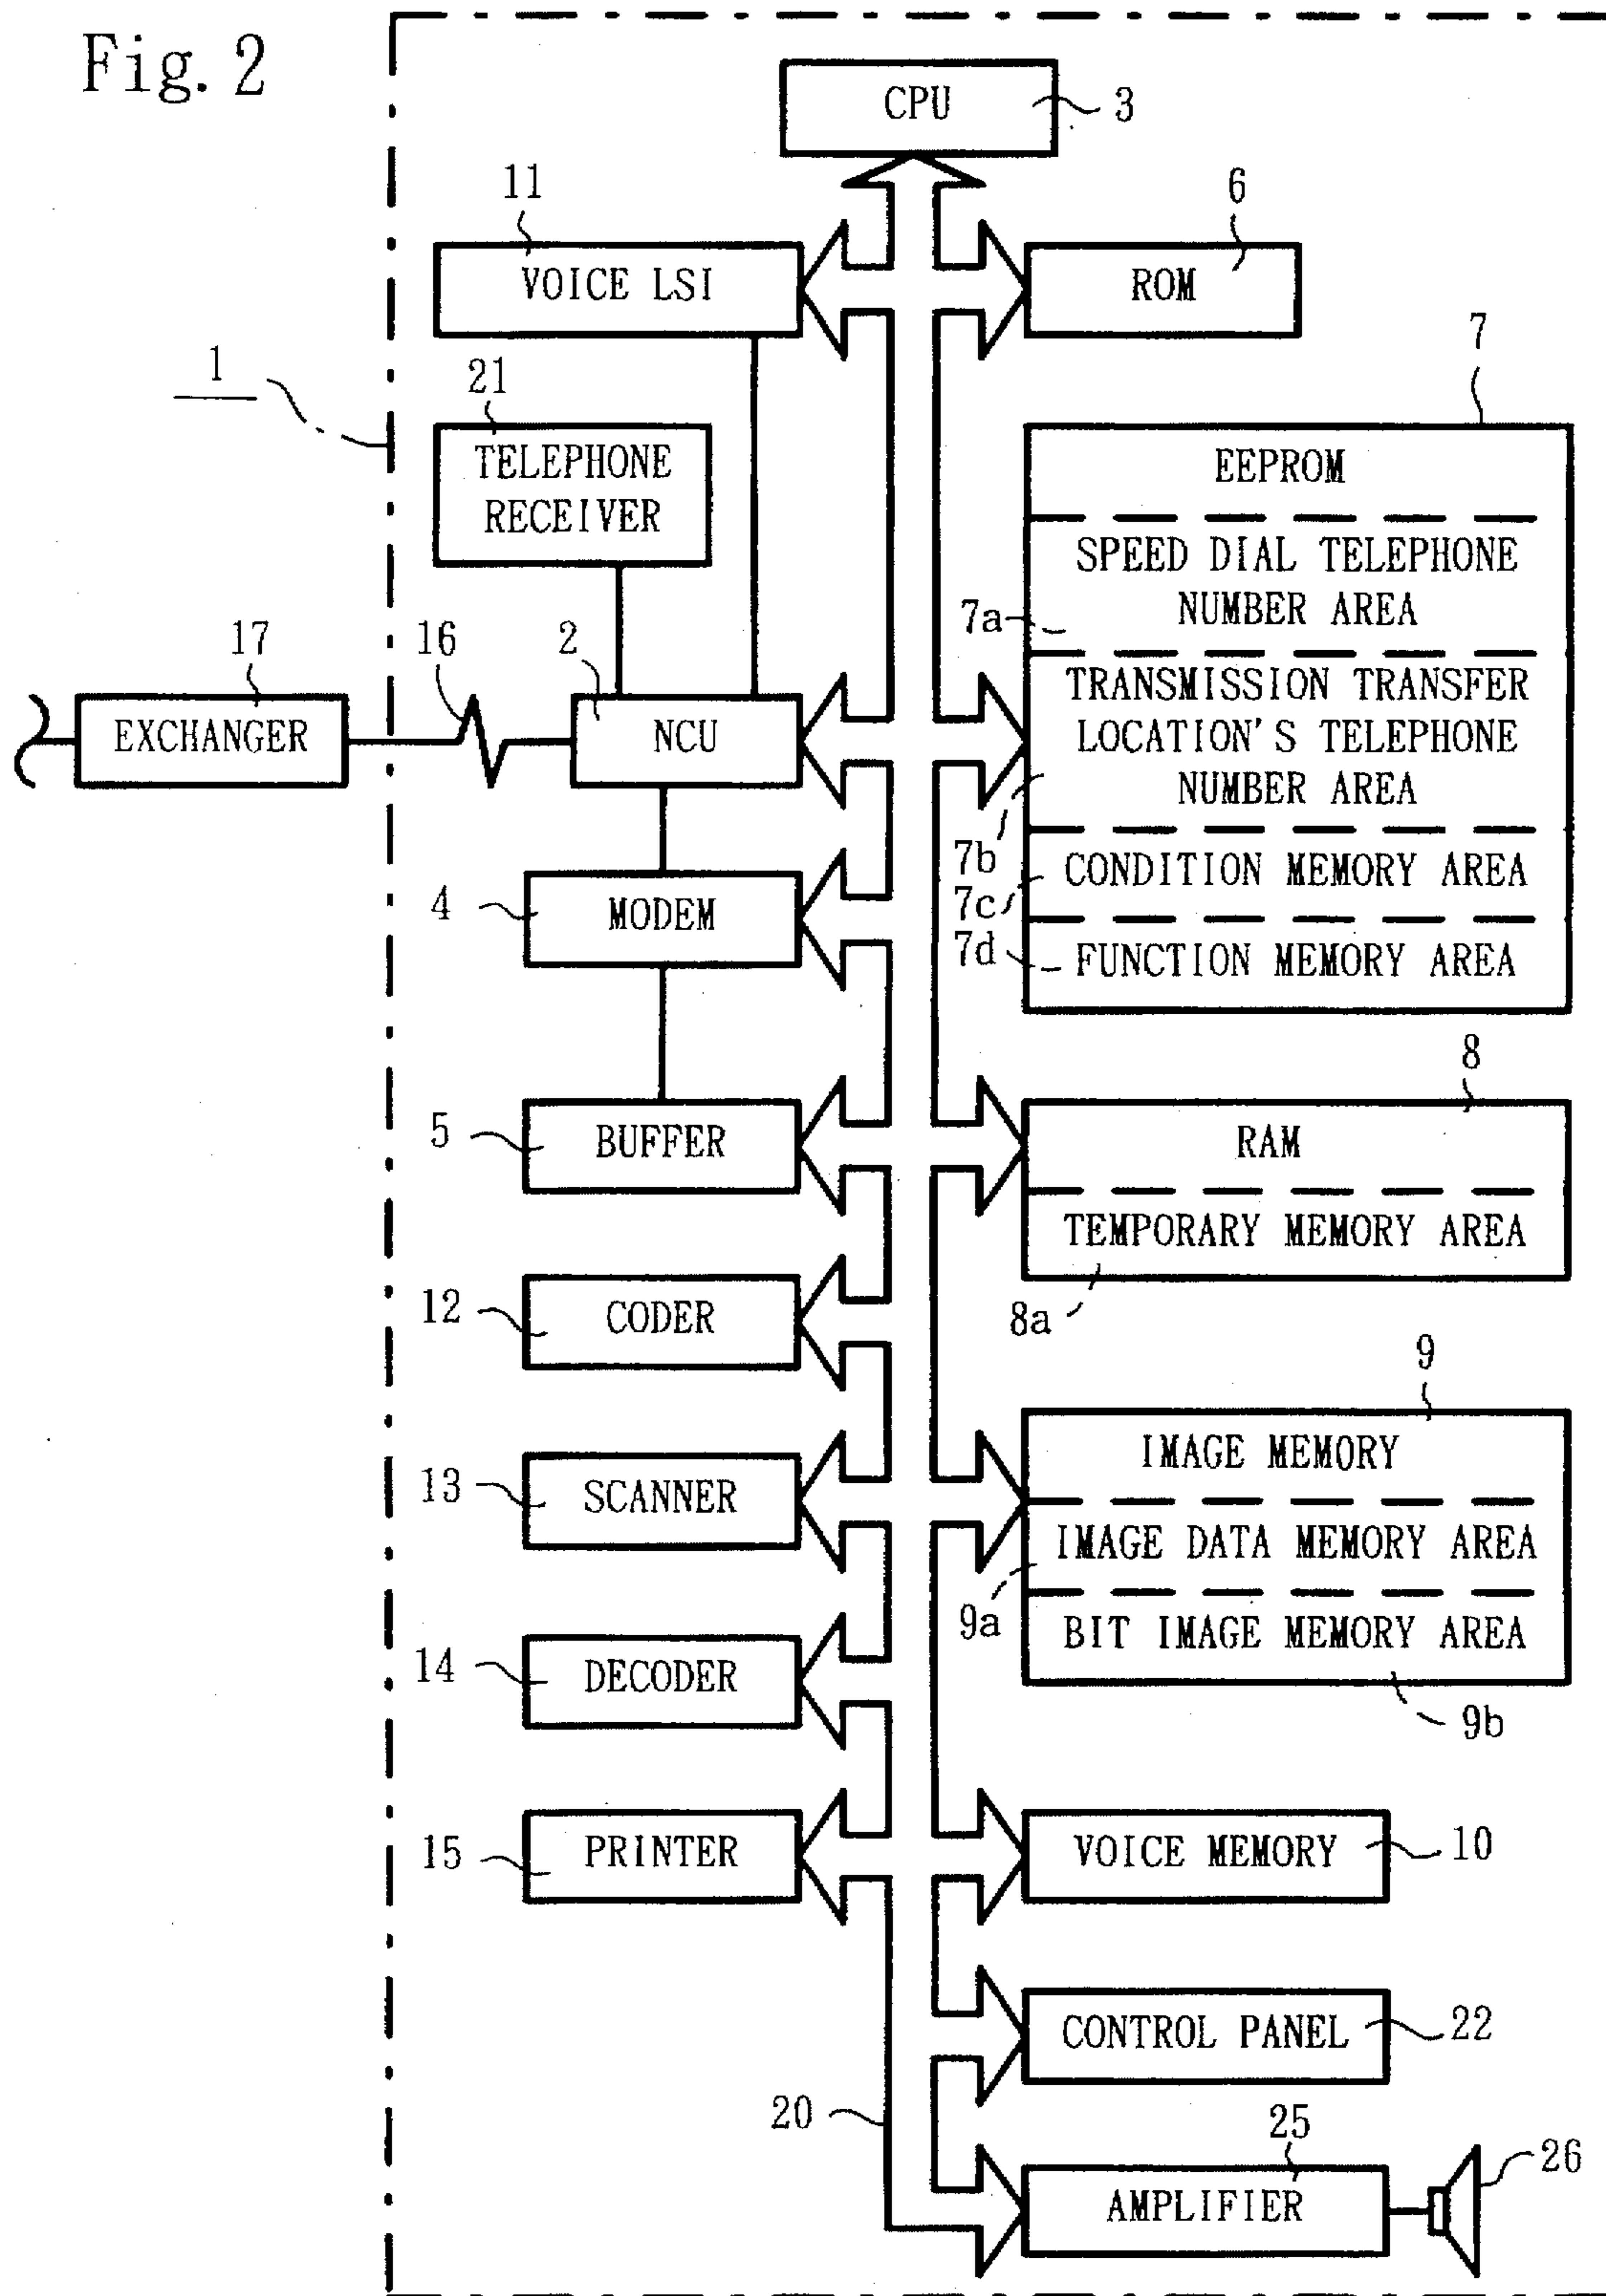 Fig. 2
CPU
3
11
VOICE LSI
6
ROM
1
21
TELEPHONE
RECEIVER
7
EEPROM
SPEED DIAL TELEPHONE
NUMBER AREA
7a
17
EXCHANGER
16
2
NCU
TRANSMISSION TRANSFER
LOCATION'S TELEPHONE
NUMBER AREA
7b
4
MODEM
CONDITION MEMORY AREA
7c
7d
FUNCTION MEMORY AREA
5
BUFFER
8
RAM
TEMPORARY MEMORY AREA
8a
12
CODER
9
IMAGE MEMORY
13
SCANNER
IMAGE DATA MEMORY AREA
9a
BIT IMAGE MEMORY AREA
9b
14
DECODER
15
PRINTER
VOICE MEMORY
10
CONTROL PANEL
22
20
25
AMPLIFIER
26